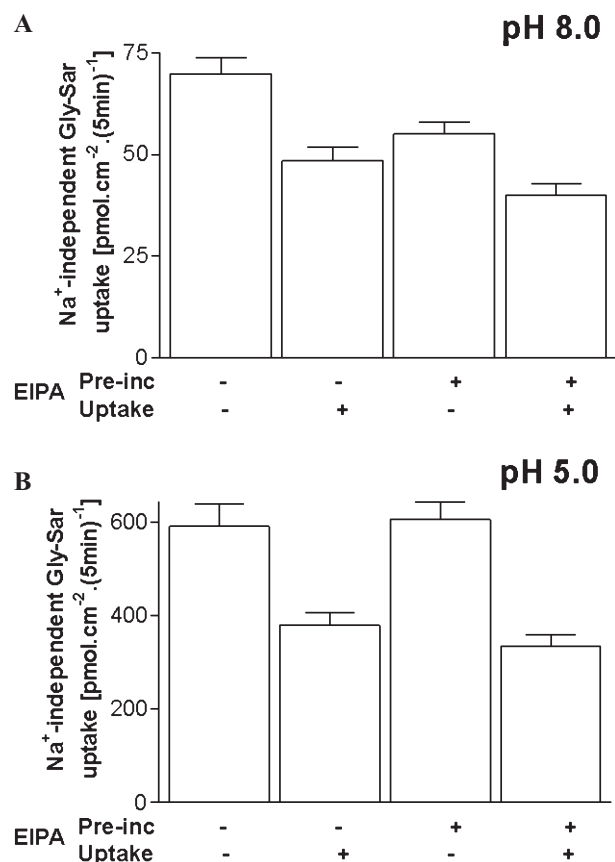 A
pH 8.0
Na⁺-independent Gly-Sar
uptake [pmol.cm⁻².(5min)⁻¹]
75
50
25
0
EIPA
Pre-inc - - + +
Uptake - + - +
B
pH 5.0
Na⁺-independent Gly-Sar
uptake [pmol.cm⁻².(5min)⁻¹]
600
400
200
0
EIPA
Pre-inc - - + +
Uptake - + - +